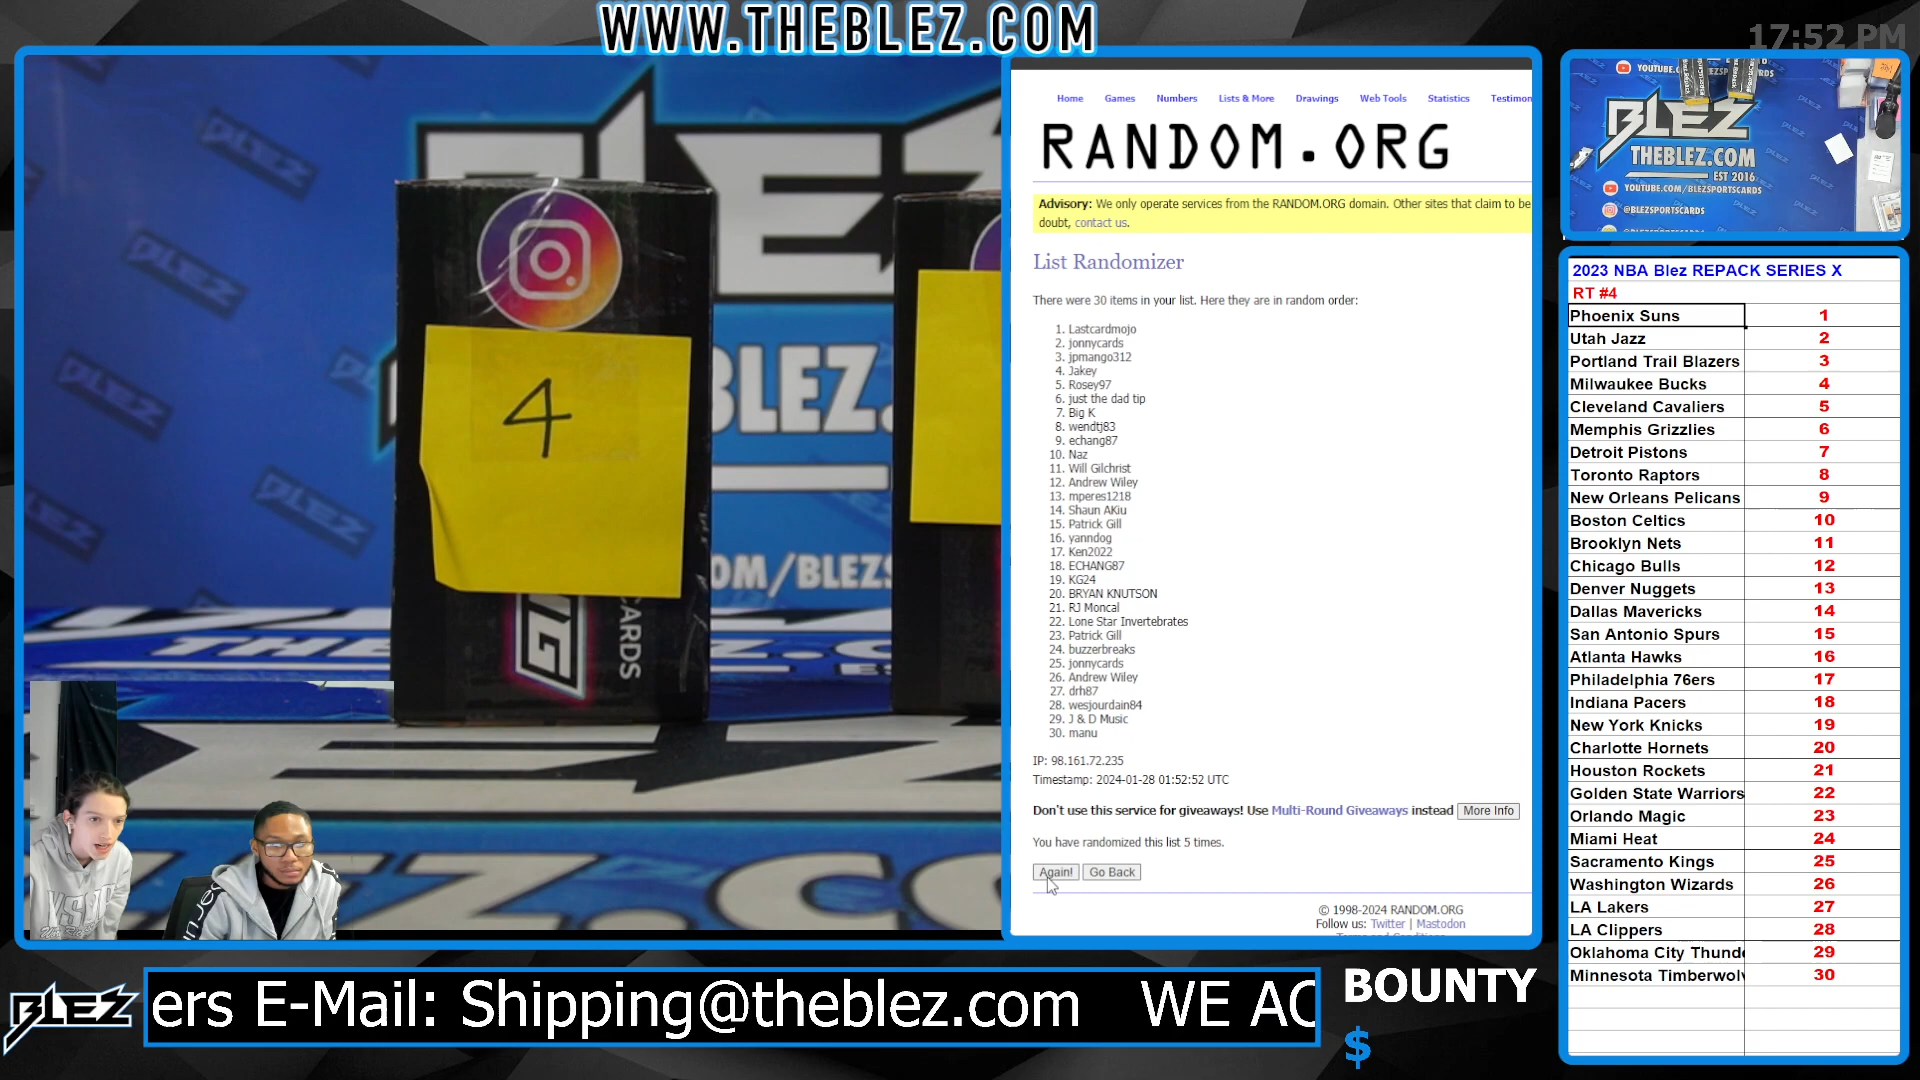 WWW.THEBLEZ.COM
17:52 PM
Home Games Numbers Lists & More Drawings Web Tools Statistics Testimon
RANDOM.ORG
Advisory: We only operate services from the RANDOM.ORG domain. Other sites that claim to be
doubt, contact us.
List Randomizer
There were 30 items in your list. Here they are in random order:
1. Lastcardmojo
2. jonnycards
3. jpmango312
4. Jakey
5. Rosey97
6. just the dad tip
7. Big K
8. wendtj83
9. echang87
10. Naz
11. Will Gilchrist
12. Andrew Wiley
13. mperes1218
14. Shaun AKiu
15. Patrick Gill
16. yanndog
17. Ken2022
18. ECHANG87
19. KG24
20. BRYAN KNUTSON
21. RJ Moncal
22. Lone Star Invertebrates
23. Patrick Gill
24. buzzerbreaks
25. jonnycards
26. Andrew Wiley
27. drh87
28. wesjourdain84
29. J & D Music
30. manu
IP: 98.161.72.235
Timestamp: 2024-01-28 01:52:52 UTC
Don't use this service for giveaways! Use Multi-Round Giveaways instead More Info
You have randomized this list 5 times.
Again! Go Back
© 1998-2024 RANDOM.ORG
Follow us: Twitter | Mastodon
4
CARDS
BLEZ
THEBLEZ.COM
EST 2016
YOUTUBE.COM/BLEZSPORTSCARDS
@BLEZSPORTSCARDS
2023 NBA Blez REPACK SERIES X
RT #4
Phoenix Suns 1
Utah Jazz 2
Portland Trail Blazers 3
Milwaukee Bucks 4
Cleveland Cavaliers 5
Memphis Grizzlies 6
Detroit Pistons 7
Toronto Raptors 8
New Orleans Pelicans 9
Boston Celtics 10
Brooklyn Nets 11
Chicago Bulls 12
Denver Nuggets 13
Dallas Mavericks 14
San Antonio Spurs 15
Atlanta Hawks 16
Philadelphia 76ers 17
Indiana Pacers 18
New York Knicks 19
Charlotte Hornets 20
Houston Rockets 21
Golden State Warriors 22
Orlando Magic 23
Miami Heat 24
Sacramento Kings 25
Washington Wizards 26
LA Lakers 27
LA Clippers 28
Oklahoma City Thund 29
Minnesota Timberwol 30
BLEZ
ers E-Mail: Shipping@theblez.com WE AC
BOUNTY
$